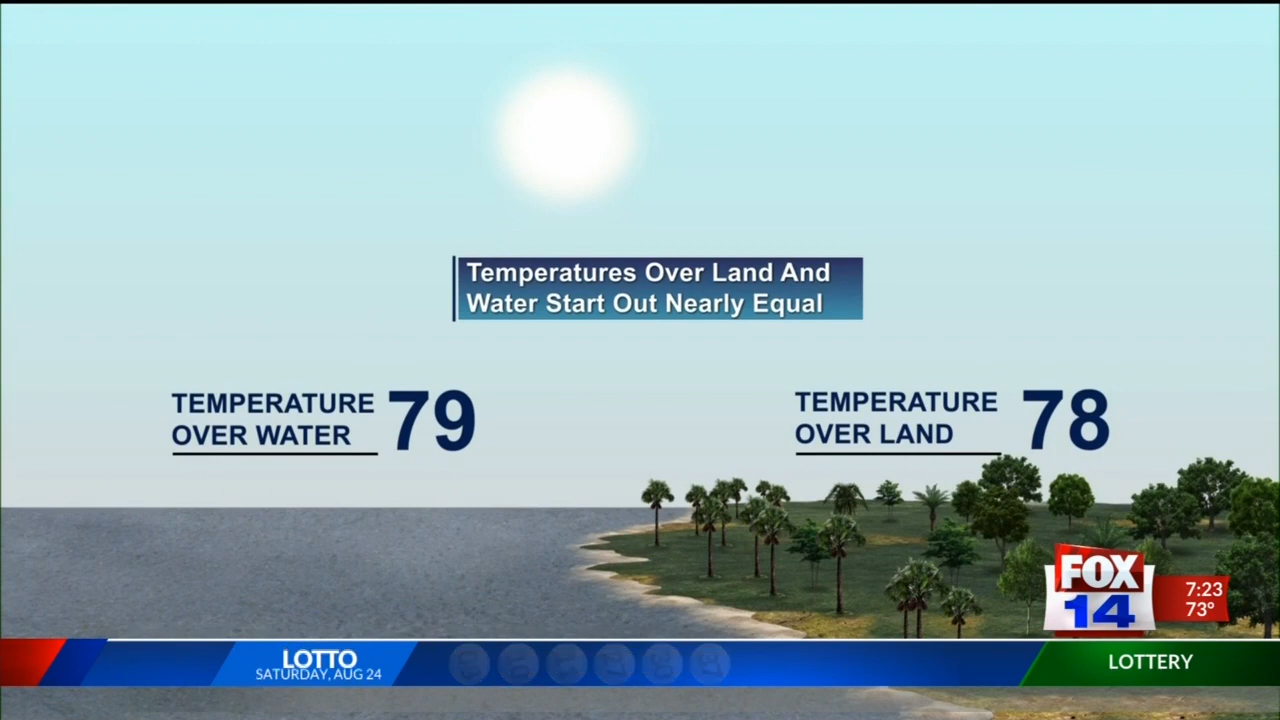 Temperatures Over Land And
Water Start Out Nearly Equal
TEMPERATURE
OVER WATER
79
TEMPERATURE
OVER LAND
78
FOX
14
7:23
73°
LOTTO
SATURDAY, AUG 24
LOTTERY